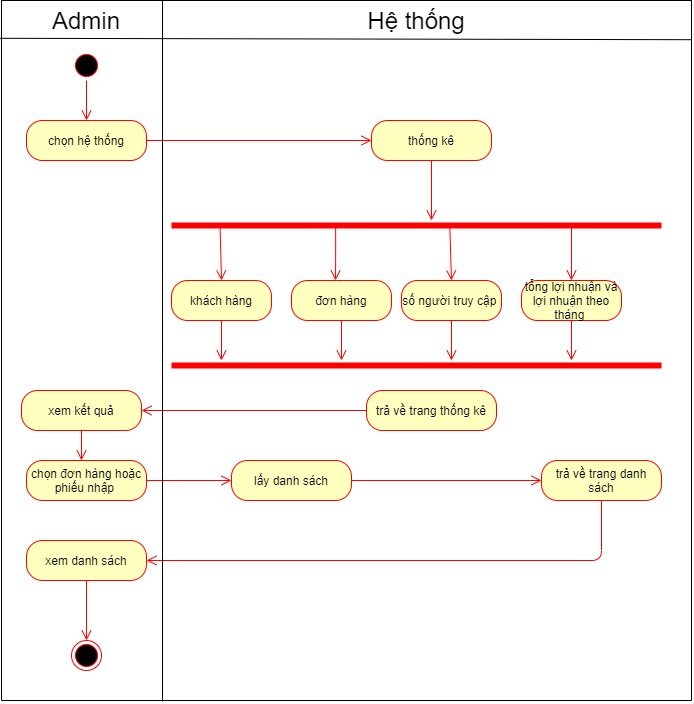 Admin
Hệ thống
chọn hệ thống
thống kê
khách hàng
đơn hàng
số người truy cập
tổng lợi nhuận và
lợi nhuận theo
tháng
xem kết quả
trả về trang thống kê
chọn đơn hàng hoặc
phiếu nhập
lấy danh sách
trả về trang danh
sách
xem danh sách